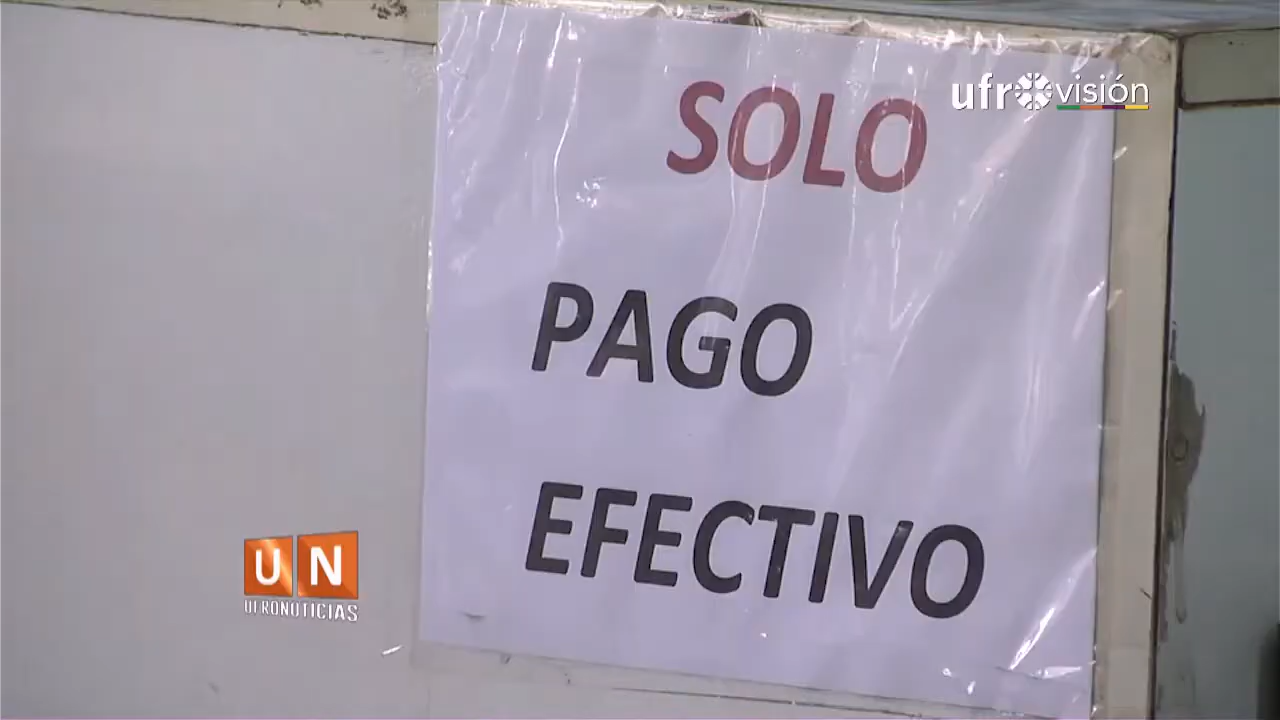 SOLO
ufrovisión
PAGO
EFECTIVO
UN
UFRONOTICIAS